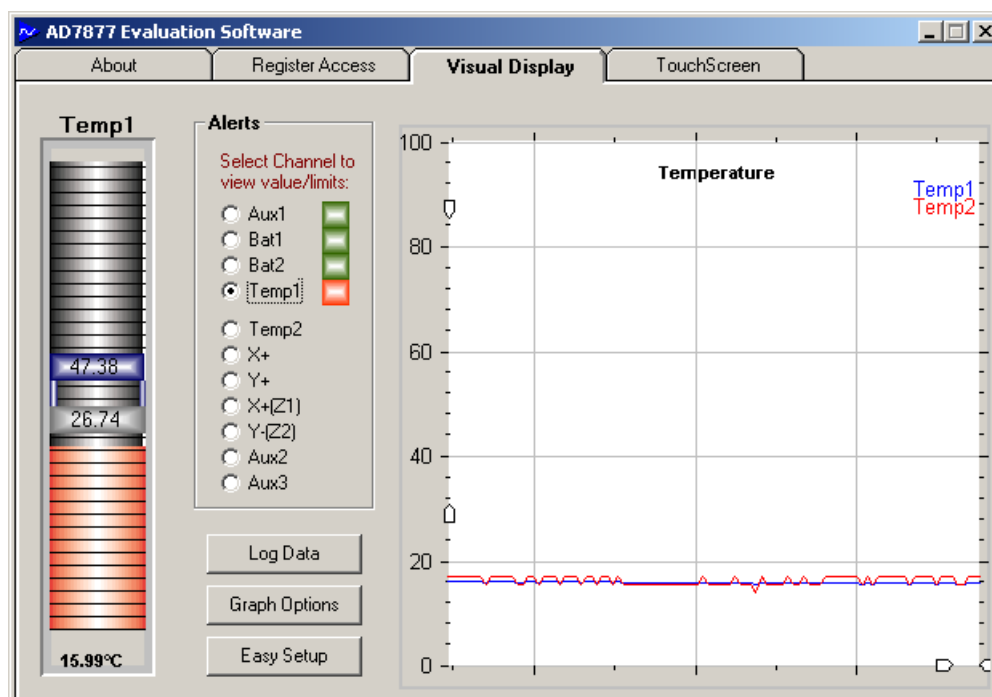 AD7877 Evaluation Software
About
Register Access
Visual Display
TouchScreen
Temp1
47.38
26.74
15.99°C
Alerts
Select Channel to
view value/limits:
Aux1
Bat1
Bat2
Temp1
Temp2
X+
Y+
X+(Z1)
Y-(Z2)
Aux2
Aux3
Log Data
Graph Options
Easy Setup
Temperature
Temp1
Temp2
100
80
60
40
20
0